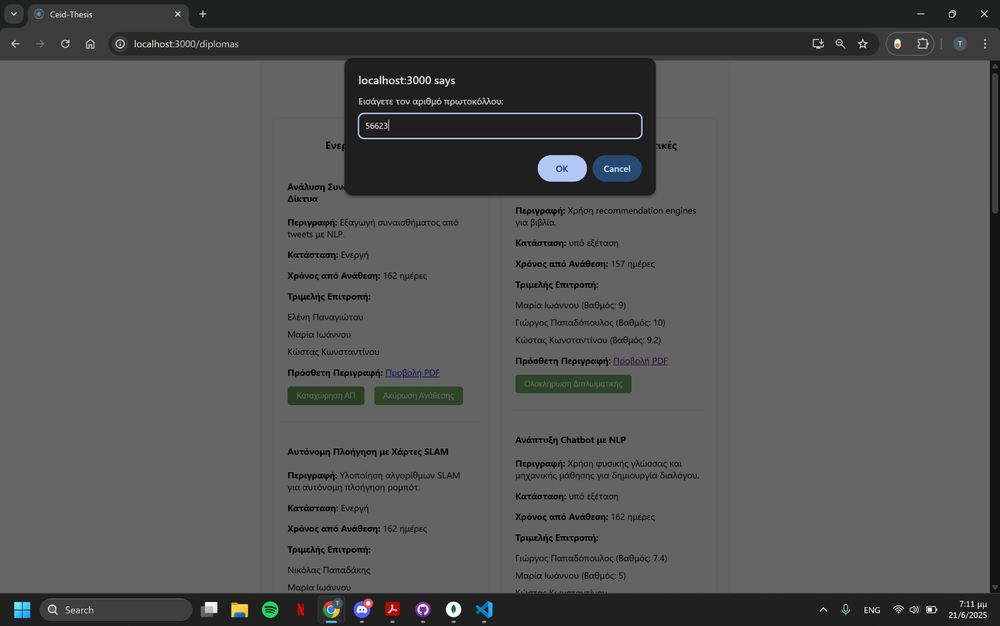 Ceid-Thesis
localhost:3000/diplomas
T
localhost:3000 says
Εισάγετε τον αριθμό πρωτοκόλλου:
56623
OK
Cancel
Ανάλυση
Δίκτυα
Περιγραφή: Εξαγωγή συναισθήματος από
tweets με NLP.
Κατάσταση: Ενεργή
Χρόνος από Ανάθεση: 162 ημέρες
Τριμελής Επιτροπή:
Ελένη Παναγιώτου
Μαρία Ιωάννου
Κώστας Κωνσταντίνου
Πρόσθετη Περιγραφή: Προβολή PDF
Καταχώρηση ΑΠ
Ακύρωση Ανάθεσης
Αυτόνομη Πλοήγηση με Χάρτες SLAM
Περιγραφή: Υλοποίηση αλγορίθμων SLAM
για αυτόνομη πλοήγηση ρομπότ.
Κατάσταση: Ενεργή
Χρόνος από Ανάθεση: 162 ημέρες
Τριμελής Επιτροπή:
Νικόλας Παπαδάκης
Μαρία Ιωάννου
Περιγραφή: Χρήση recommendation engines
για βιβλία.
Κατάσταση: υπό εξέταση
Χρόνος από Ανάθεση: 157 ημέρες
Τριμελής Επιτροπή:
Μαρία Ιωάννου (Βαθμός: 9)
Γιώργος Παπαδόπουλος (Βαθμός: 10)
Κώστας Κωνσταντίνου (Βαθμός: 9.2)
Πρόσθετη Περιγραφή: Προβολή PDF
Ολοκλήρωση Διπλωματικής
Ανάπτυξη Chatbot με NLP
Περιγραφή: Χρήση φυσικής γλώσσας και
μηχανικής μάθησης για δημιουργία διαλόγου.
Κατάσταση: υπό εξέταση
Χρόνος από Ανάθεση: 162 ημέρες
Τριμελής Επιτροπή:
Γιώργος Παπαδόπουλος (Βαθμός: 7.4)
Μαρία Ιωάννου (Βαθμός: 5)
Search
T
ENG
7:11 μμ
21/6/2025